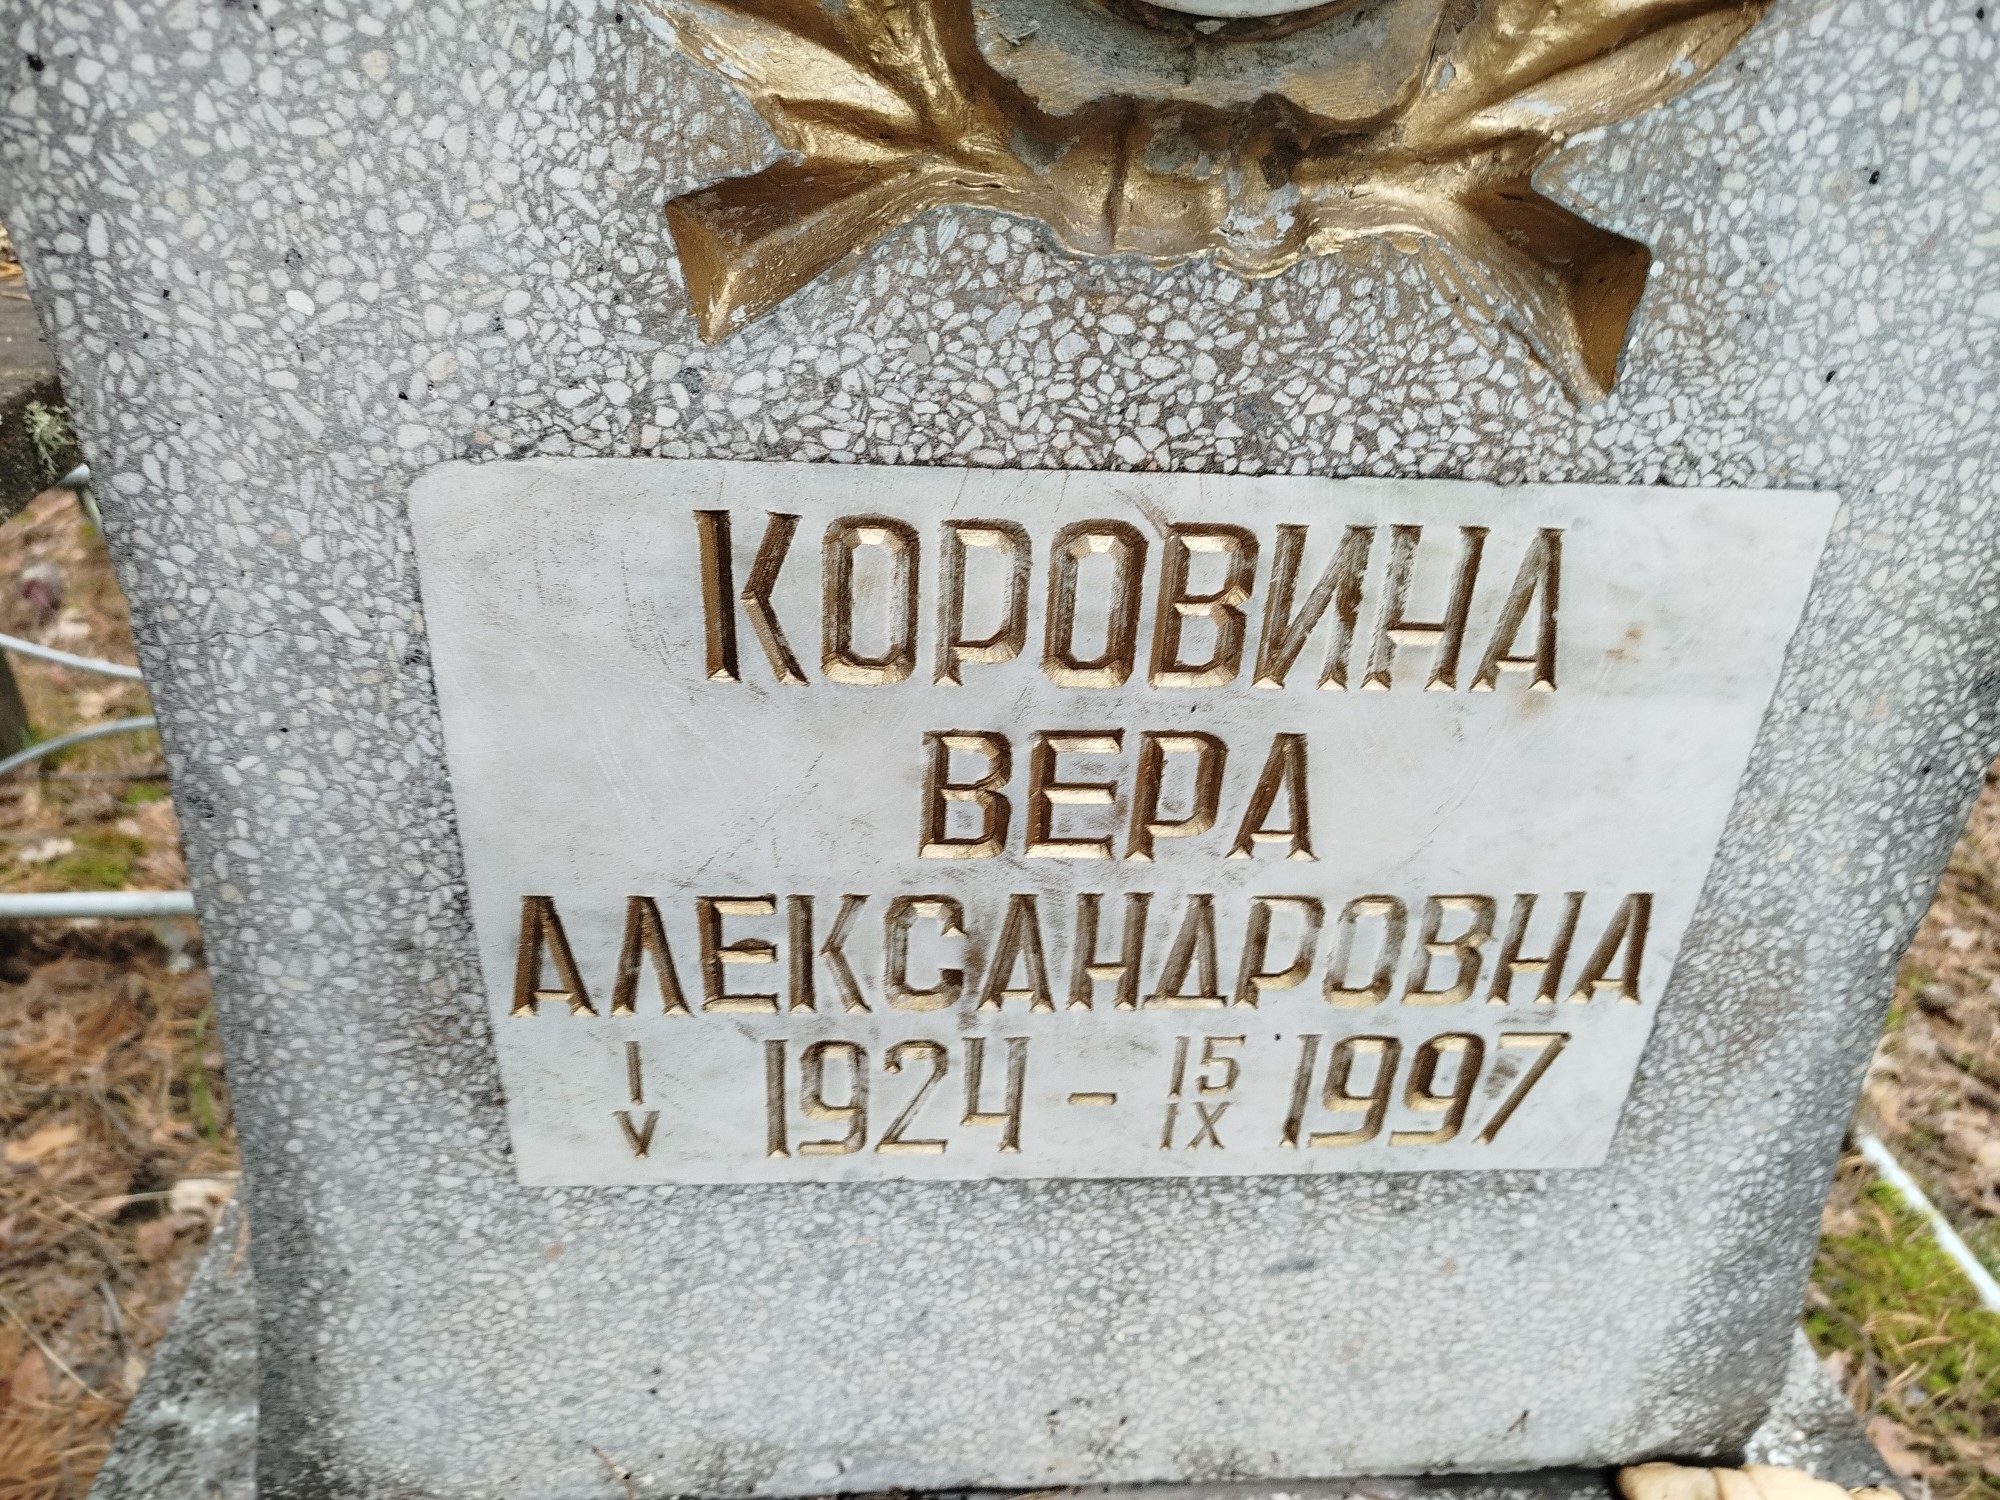 КОРОВИНА
ВЕРА
АЛЕКСАНДРОВНА
I/V 1924 - 15/IX 1997